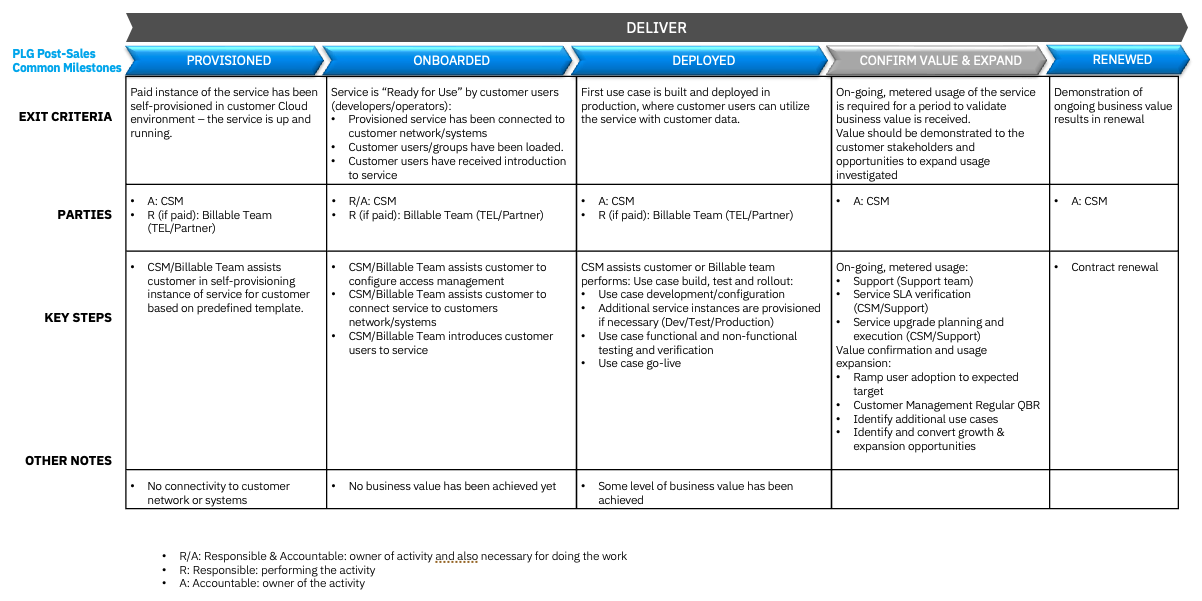 DELIVER
PLG Post-Sales
Common Milestones
PROVISIONED
ONBOARDED
DEPLOYED
CONFIRM VALUE & EXPAND
RENEWED
EXIT CRITERIA
Paid instance of the service has been
self-provisioned in customer Cloud
environment – the service is up and
running.
Service is “Ready for Use” by customer users
(developers/operators):
• Provisioned service has been connected to
customer network/systems
• Customer users/groups have been loaded.
• Customer users have received introduction
to service
First use case is built and deployed in
production, where customer users can utilize
the service with customer data.
On-going, metered usage of the service
is required for a period to validate
business value is received.
Value should be demonstrated to the
customer stakeholders and
opportunities to expand usage
investigated
Demonstration of
ongoing business value
results in renewal
PARTIES
• A: CSM
• R (if paid): Billable Team
(TEL/Partner)
• R/A: CSM
• R (if paid): Billable Team (TEL/Partner)
• A: CSM
• R (if paid): Billable Team (TEL/Partner)
• A: CSM
• A: CSM
KEY STEPS
• CSM/Billable Team assists
customer in self-provisioning
instance of service for customer
based on predefined template.
• CSM/Billable Team assists customer to
configure access management
• CSM/Billable Team assists customer to
connect service to customers
network/systems
• CSM/Billable Team introduces customer
users to service
CSM assists customer or Billable team
performs: Use case build, test and rollout:
• Use case development/configuration
• Additional service instances are provisioned
if necessary (Dev/Test/Production)
• Use case functional and non-functional
testing and verification
• Use case go-live
On-going, metered usage:
• Support (Support team)
• Service SLA verification
(CSM/Support)
• Service upgrade planning and
execution (CSM/Support)
Value confirmation and usage
expansion:
• Ramp user adoption to expected
target
• Customer Management Regular QBR
• Identify additional use cases
• Identify and convert growth &
expansion opportunities
• Contract renewal
OTHER NOTES
• No connectivity to customer
network or systems
• No business value has been achieved yet
• Some level of business value has been
achieved
• R/A: Responsible & Accountable: owner of activity and also necessary for doing the work
• R: Responsible: performing the activity
• A: Accountable: owner of the activity